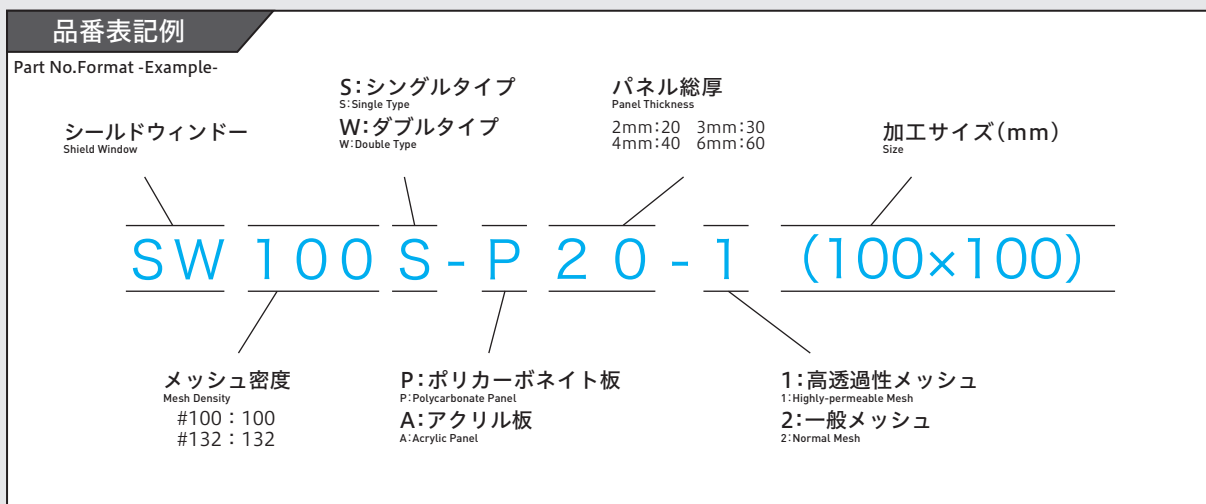 品番表記例
Part No.Format -Example-
シールドウィンドー
Shield Window
S：シングルタイプ
S：Single Type
W：ダブルタイプ
W：Double Type
パネル総厚
Panel Thickness
2mm：20 3mm：30
4mm：40 6mm：60
加工サイズ（mm）
Size
SW100S-P20-1 (100×100)
メッシュ密度
Mesh Density
#100：100
#132：132
P：ポリカーボネイト板
P：Polycarbonate Panel
A：アクリル板
A：Acrylic Panel
1：高透過性メッシュ
1：Highly-permeable Mesh
2：一般メッシュ
2：Normal Mesh